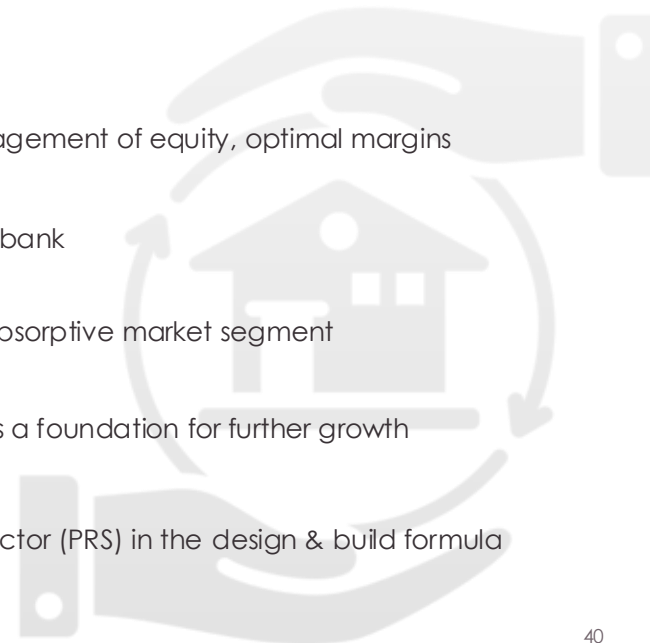 agement of equity, optimal margins
bank
bsorptive market segment
s a foundation for further growth
ctor (PRS) in the design & build formula
40